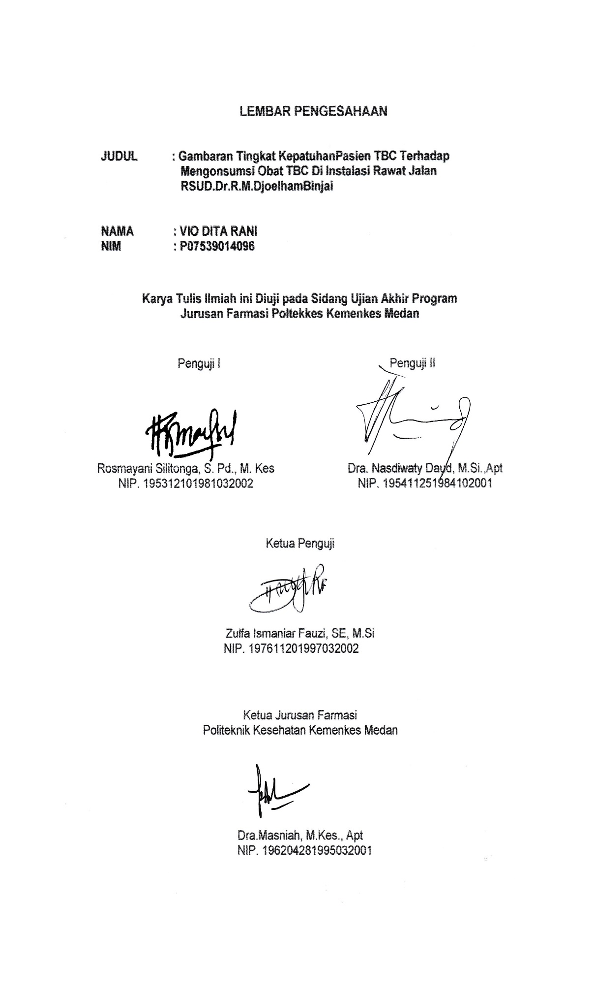 LEMBAR PENGESAHAAN
JUDUL : Gambaran Tingkat KepatuhanPasien TBC Terhadap
Mengonsumsi Obat TBC Di Instalasi Rawat Jalan
RSUD.Dr.R.M.DjoelhamBinjai
NAMA : VIO DITA RANI
NIM : P07539014096
Karya Tulis Ilmiah ini Diuji pada Sidang Ujian Akhir Program
Jurusan Farmasi Poltekkes Kemenkes Medan
Penguji I
Penguji II
Rosmayani Silitonga, S. Pd., M. Kes
NIP. 195312101981032002
Dra. Nasdiwaty Daud, M.Si.,Apt
NIP. 195411251984102001
Ketua Penguji
Zulfa Ismaniar Fauzi, SE, M.Si
NIP. 197611201997032002
Ketua Jurusan Farmasi
Politeknik Kesehatan Kemenkes Medan
Dra.Masniah, M.Kes., Apt
NIP. 196204281995032001